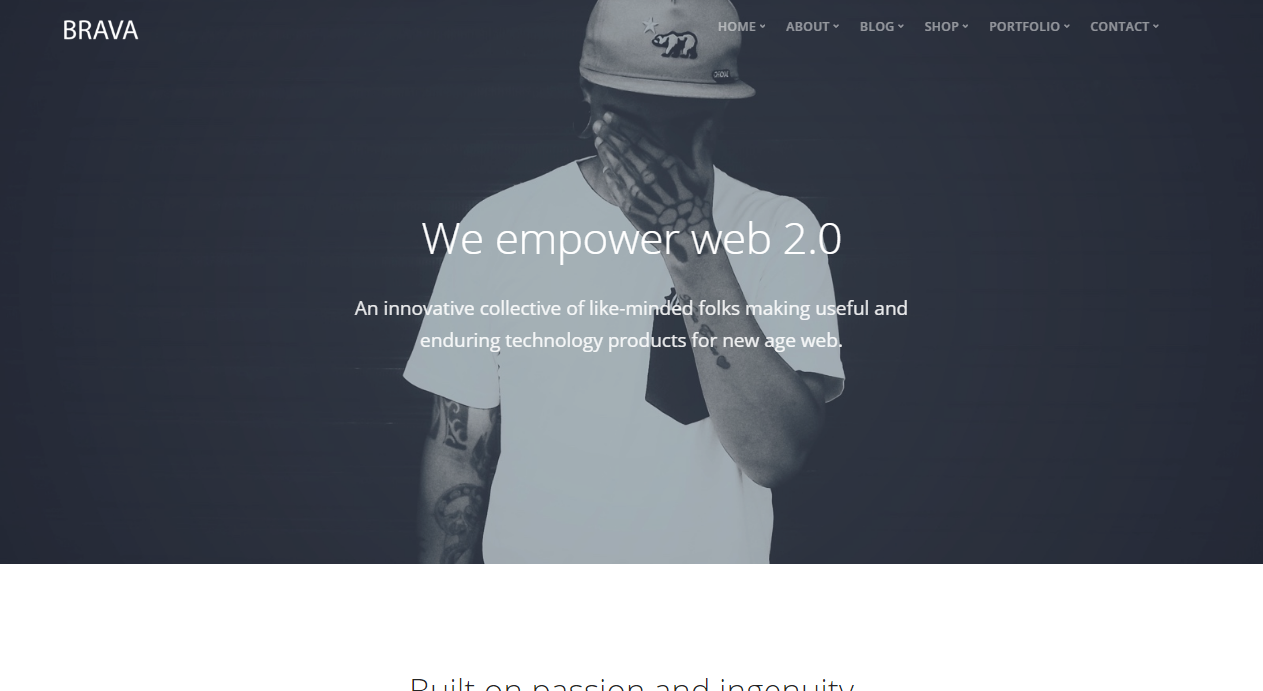 BRAVA
HOME ABOUT BLOG SHOP PORTFOLIO CONTACT
We empower web 2.0
An innovative collective of like-minded folks making useful and
enduring technology products for new age web.
Built on passion and ingenuity